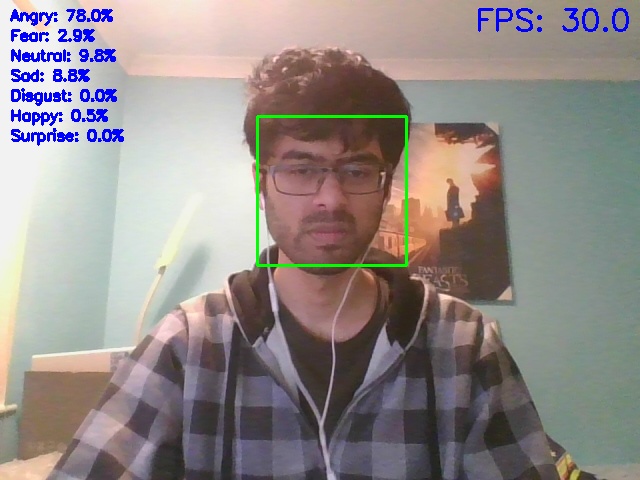 Angry: 78.0%
Fear: 2.9%
Neutral: 9.8%
Sad: 8.8%
Disgust: 0.0%
Happy: 0.5%
Surprise: 0.0%
FPS: 30.0
FANTASTIC
BEASTS